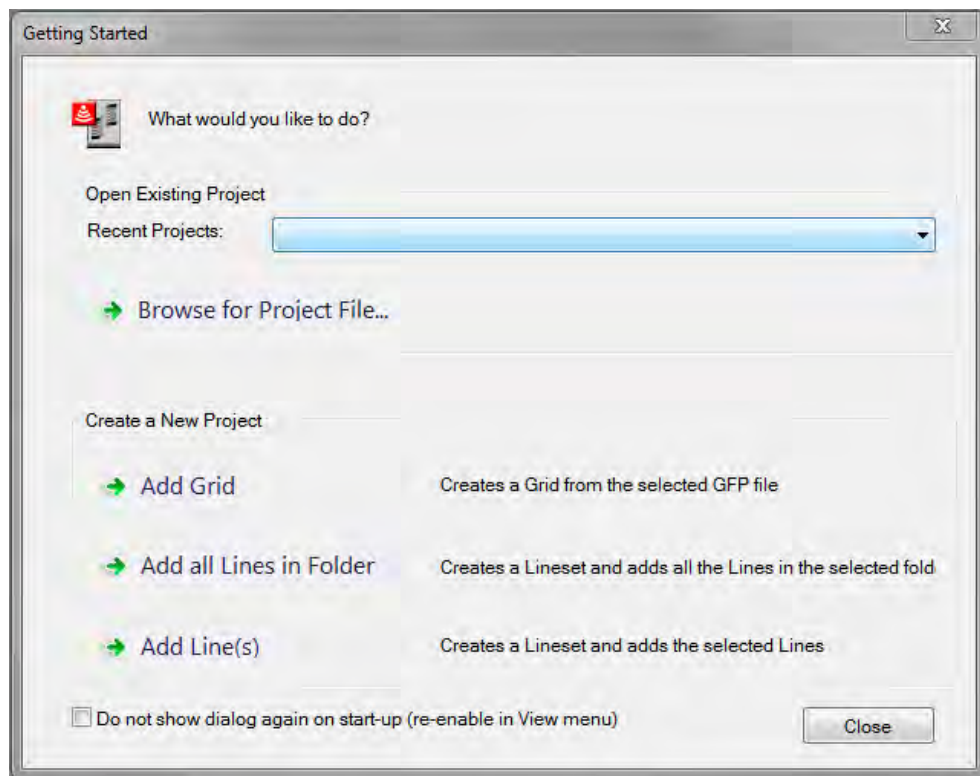 Getting Started
What would you like to do?
Open Existing Project
Recent Projects:
Browse for Project File...
Create a New Project
Add Grid
Creates a Grid from the selected GFP file
Add all Lines in Folder
Creates a Lineset and adds all the Lines in the selected fold
Add Line(s)
Creates a Lineset and adds the selected Lines
Do not show dialog again on start-up (re-enable in View menu)
Close